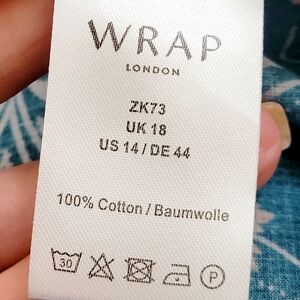 WRAP
LONDON
ZK73
UK 18
US 14 / DE 44
100% Cotton / Baumwolle
30 P